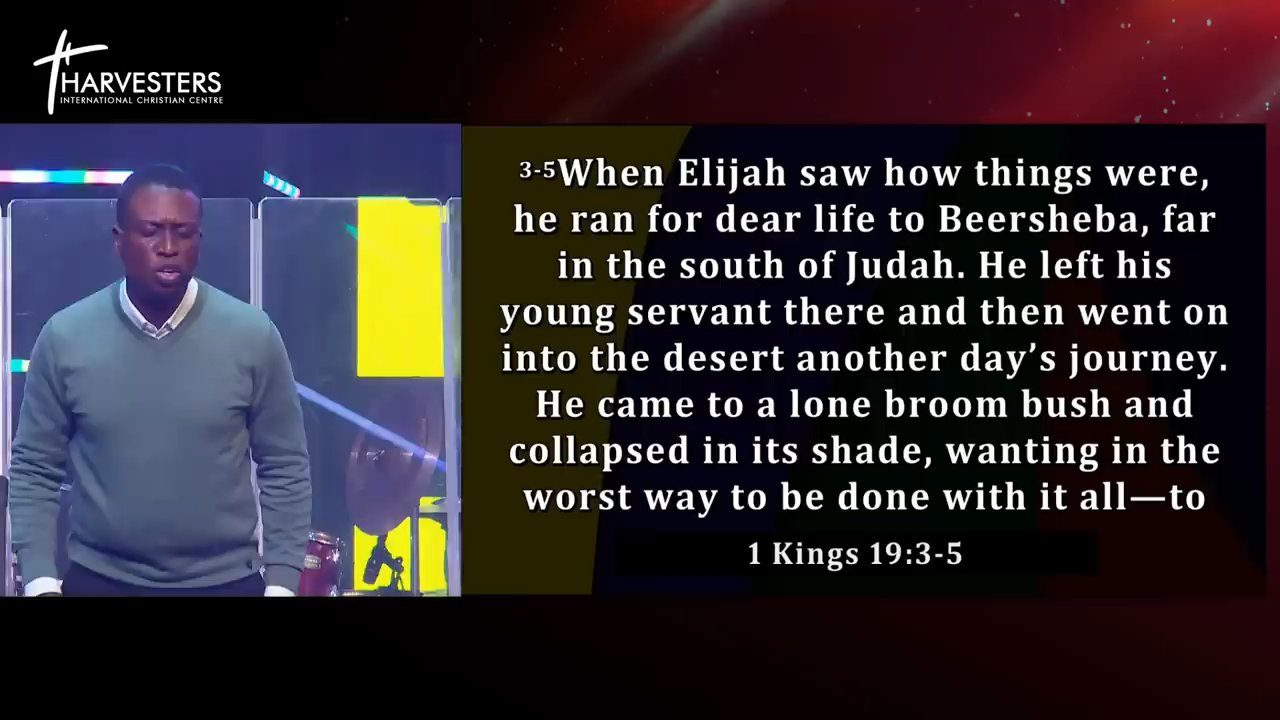 HARVESTERS
INTERNATIONAL CHRISTIAN CENTRE
3-5When Elijah saw how things were,
he ran for dear life to Beersheba, far
in the south of Judah. He left his
young servant there and then went on
into the desert another day’s journey.
He came to a lone broom bush and
collapsed in its shade, wanting in the
worst way to be done with it all—to
1 Kings 19:3-5